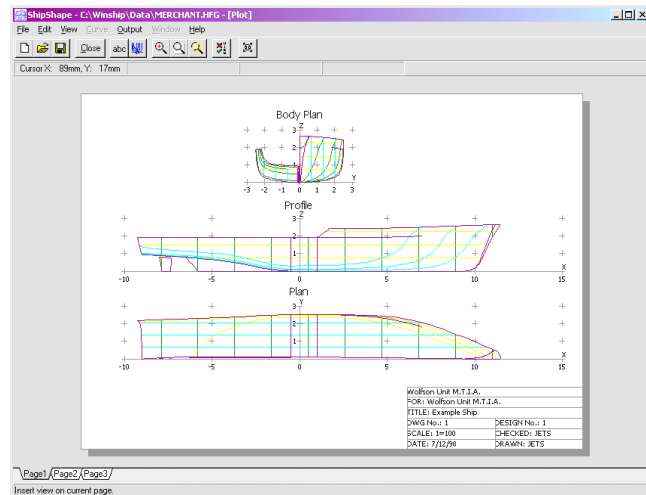 ShipShape - C:\Winship\Data\MERCHANT.HFG - [Plot]
File Edit View Curve Output Window Help
Close abc
Cursor X: 89mm, Y: 17mm
Body Plan
Z
3
2
1
Y
-3 -2 -1 0 1 2 3
Profile
Z
3
2
1
X
-10 -5 0 5 10 15
Plan
Y
3
2
1
X
-10 -5 0 5 10 15
Wolfson Unit M.T.I.A.
FOR: Wolfson Unit M.T.I.A.
TITLE: Example Ship
DWG No.: 1 DESIGN No.: 1
SCALE: 1=100 CHECKED: JETS
DATE: 7/12/98 DRAWN: JETS
Page1 Page2 Page3
Insert view on current page.